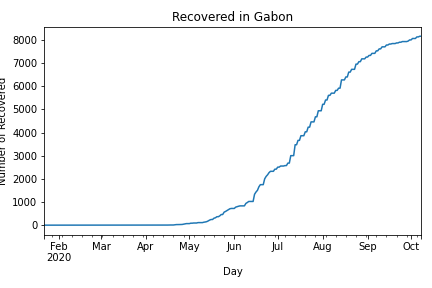 Recovered in Gabon
Number of Recovered
8000
7000
6000
5000
4000
3000
2000
1000
0
Feb Mar Apr May Jun Jul Aug Sep Oct
2020
Day